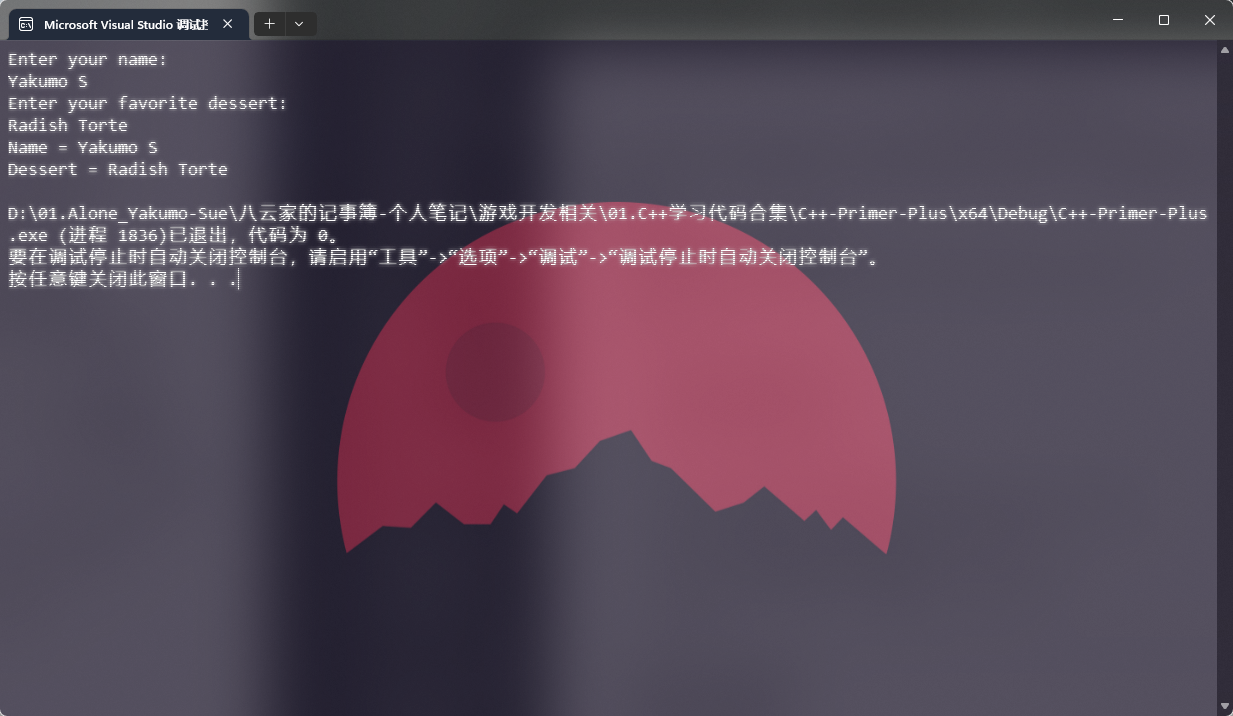 Microsoft Visual Studio 调试
Enter your name:
Yakumo S
Enter your favorite dessert:
Radish Torte
Name = Yakumo S
Dessert = Radish Torte
D:\01.Alone_Yakumo-Sue\八云家的记事簿-个人笔记\游戏开发相关\01.C++学习代码合集\C++-Primer-Plus\x64\Debug\C++-Primer-Plus
.exe (进程 1836)已退出，代码为 0。
要在调试停止时自动关闭控制台，请启用“工具”->“选项”->“调试”->“调试停止时自动关闭控制台”。
按任意键关闭此窗口. . .